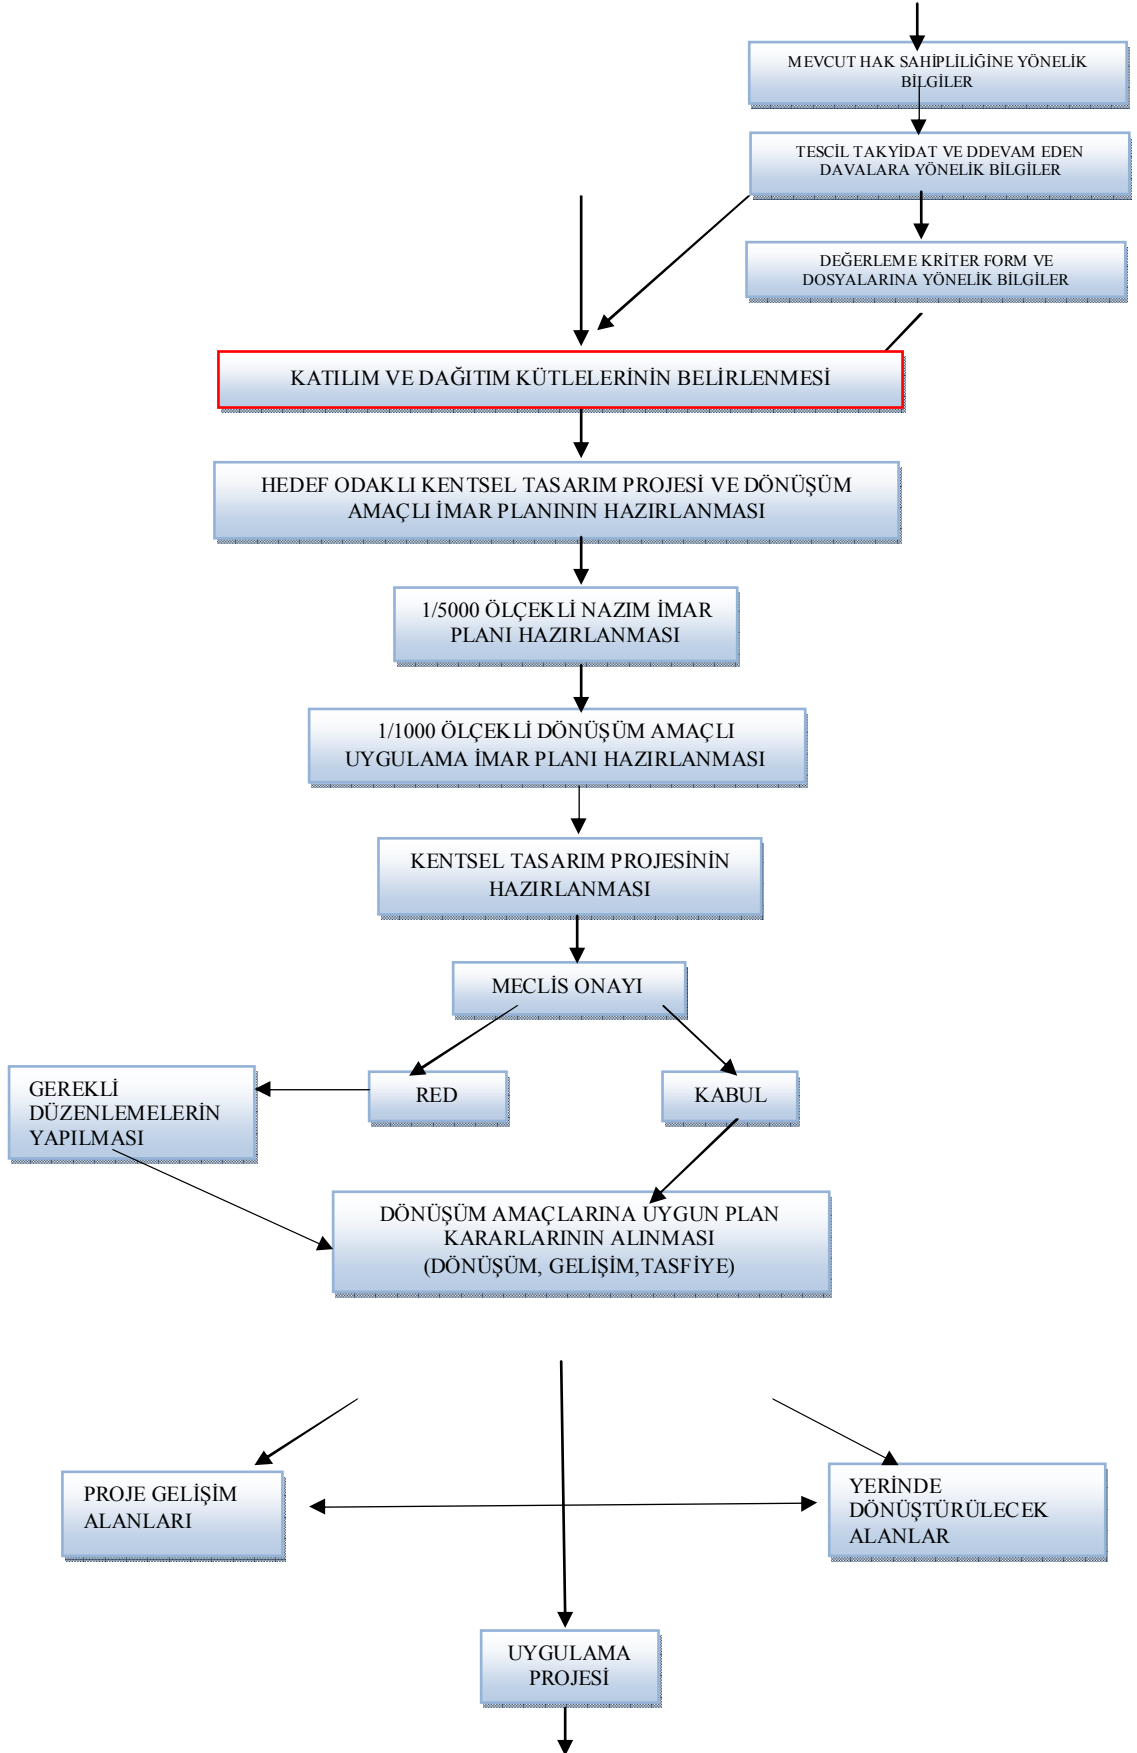 MEVCUT HAK SAHİPLİLİĞİNE YÖNELİK
BİLGİLER
TESCİL TAKYİDAT VE DDEVAM EDEN
DAVALARA YÖNELİK BİLGİLER
DEĞERLEME KRİTER FORM VE
DOSYALARINA YÖNELİK BİLGİLER
KATILIM VE DAĞITIM KÜTLELERİNİN BELİRLENMESİ
HEDEF ODAKLI KENTSEL TASARIM PROJESİ VE DÖNÜŞÜM
AMAÇLI İMAR PLANININ HAZIRLANMASI
1/5000 ÖLÇEKLİ NAZIM İMAR
PLANI HAZIRLANMASI
1/1000 ÖLÇEKLİ DÖNÜŞÜM AMAÇLI
UYGULAMA İMAR PLANI HAZIRLANMASI
KENTSEL TASARIM PROJESİNİN
HAZIRLANMASI
MECLİS ONAYI
RED
KABUL
GEREKLİ
DÜZENLEMELERİN
YAPILMASI
DÖNÜŞÜM AMAÇLARINA UYGUN PLAN
KARARLARININ ALINMASI
(DÖNÜŞÜM, GELİŞİM,TASFİYE)
PROJE GELİŞİM
ALANLARI
YERİNDE
DÖNÜŞTÜRÜLECEK
ALANLAR
UYGULAMA
PROJESİ